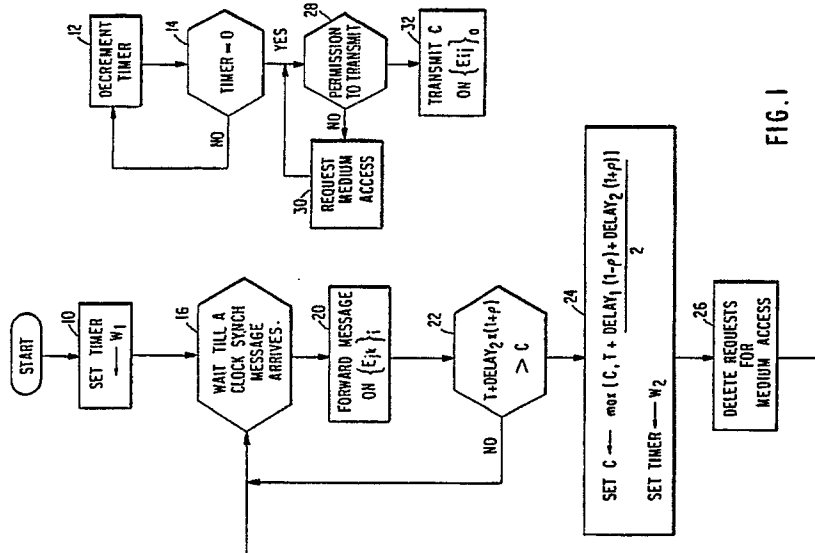 START
10
SET TIMER
← W1
16
WAIT TILL A
CLOCK SYNCH
MESSAGE
ARRIVES.
20
FORWARD MESSAGE
ON {Ejk}i
22
T+DELAY2x(1+ρ)
> C
NO
24
SET C ← max (C, T + DELAY1 (1-ρ) + DELAY2 (1+ρ))
2
SET TIMER ← W2
26
DELETE REQUESTS
FOR
MEDIUM ACCESS
12
DECREMENT
TIMER
14
TIMER = 0
NO
YES
28
PERMISSION
TO TRANSMIT
NO
30
REQUEST
MEDIUM
ACCESS
32
TRANSMIT C
ON {Eij}o
FIG.1